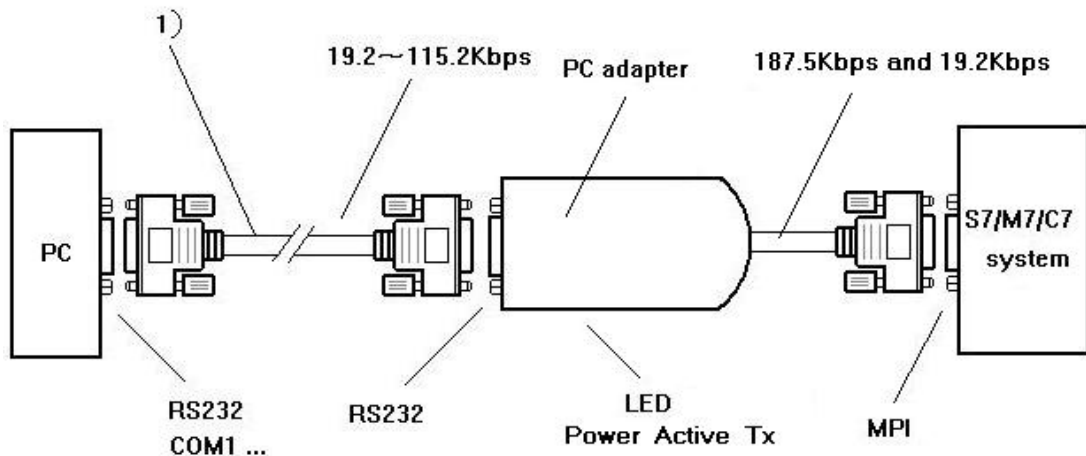 1)
19.2～115.2Kbps
PC adapter
187.5Kbps and 19.2Kbps
PC
S7/M7/C7
system
RS232
COM1 ...
RS232
LED
Power Active Tx
MPI